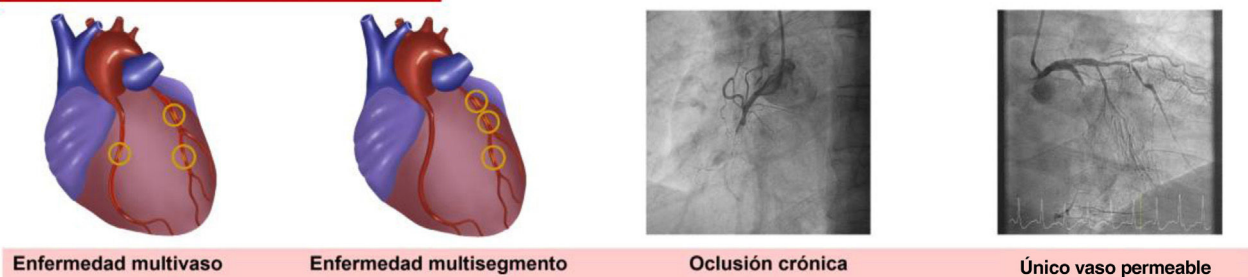 Enfermedad multivaso
Enfermedad multisegmento
Oclusión crónica
Único vaso permeable